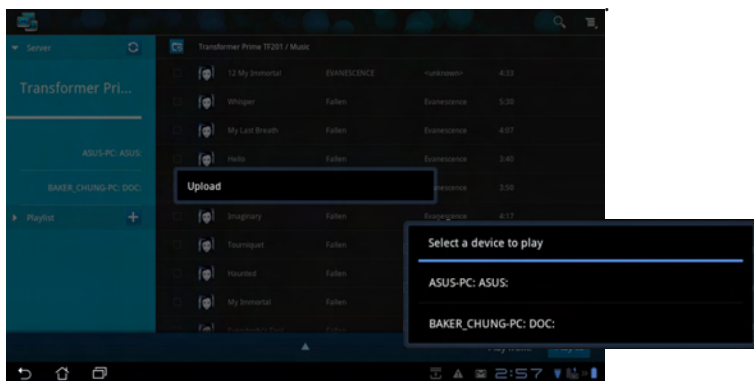 Server
Transformer Prime TF201 / Music
12 My Immortal EVANESCENCE <unknown> 4:33
Transformer Pri...
Whisper Fallen Evanescence 5:30
My Last Breath Fallen Evanescence 4:07
ASUS-PC: ASUS:
Hello Fallen Evanescence 3:40
BAKER_CHUNG-PC: DOC:
Upload
3:50
Playlist
Imaginary Fallen Evanescence 4:17
Tourniquet Fallen
Haunted Fallen
My Immortal Fallen
Select a device to play
ASUS-PC: ASUS:
BAKER_CHUNG-PC: DOC:
2:57